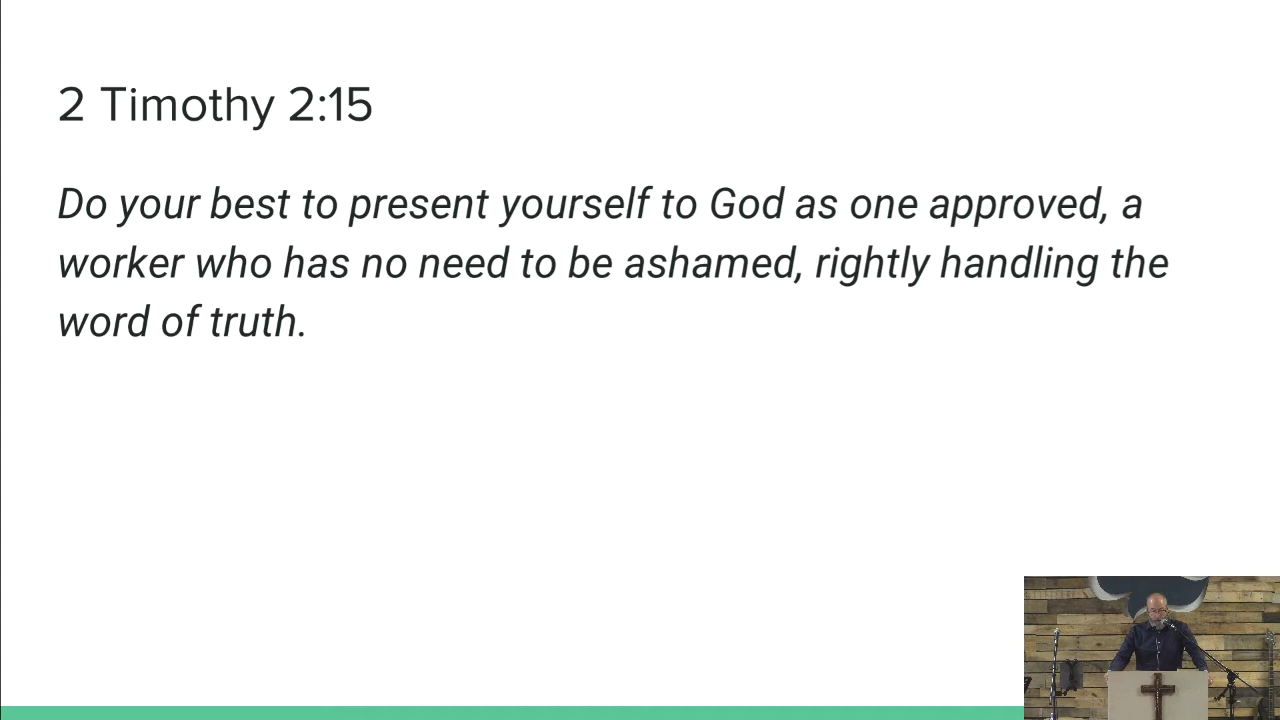 2 Timothy 2:15
Do your best to present yourself to God as one approved, a
worker who has no need to be ashamed, rightly handling the
word of truth.